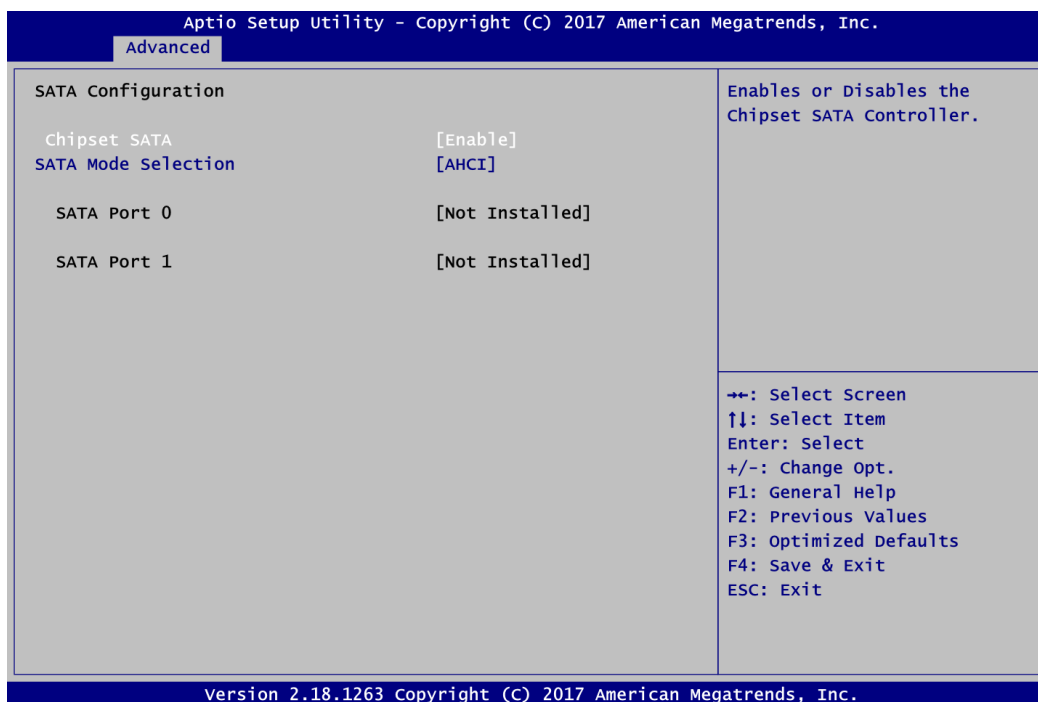 Aptio Setup Utility – Copyright (C) 2017 American Megatrends, Inc.
Advanced
SATA Configuration
Chipset SATA [Enable]
SATA Mode Selection [AHCI]
SATA Port 0 [Not Installed]
SATA Port 1 [Not Installed]
Enables or Disables the
Chipset SATA Controller.
→←: Select Screen
↑↓: Select Item
Enter: Select
+/-: Change Opt.
F1: General Help
F2: Previous Values
F3: Optimized Defaults
F4: Save & Exit
ESC: Exit
Version 2.18.1263 Copyright (C) 2017 American Megatrends, Inc.